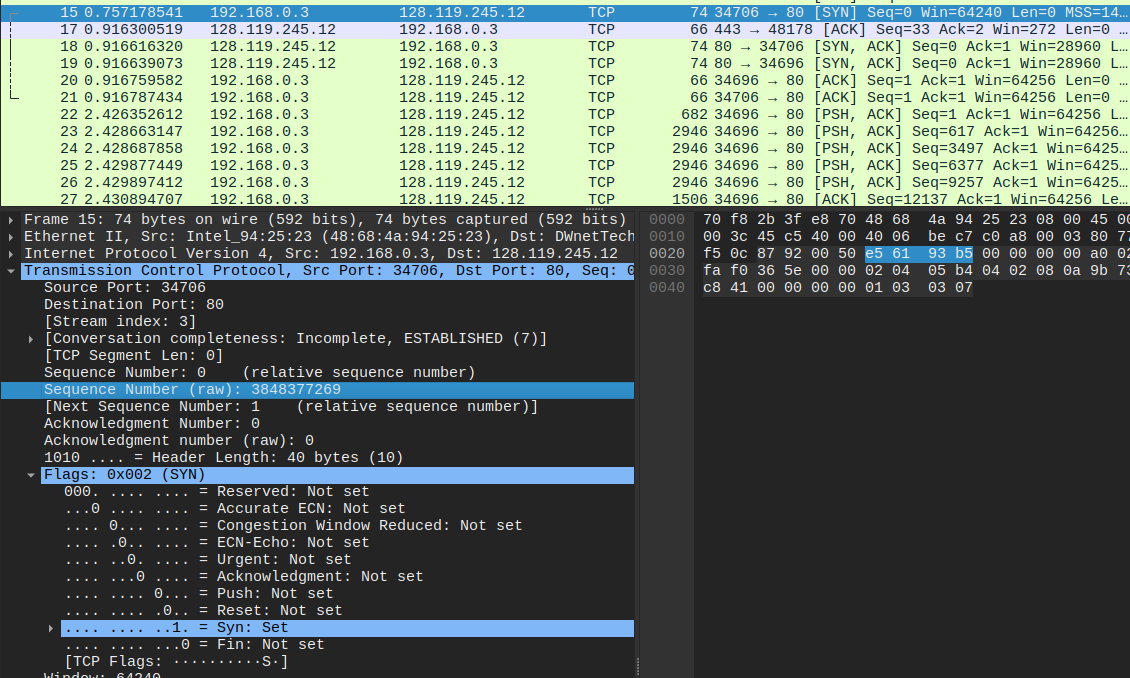 15 0.757178541 192.168.0.3 128.119.245.12 TCP 74 34706 → 80 [SYN] Seq=0 Win=64240 Len=0 MSS=14…
17 0.916300519 128.119.245.12 192.168.0.3 TCP 66 443 → 48178 [ACK] Seq=33 Ack=2 Win=272 Len=0 …
18 0.916616320 128.119.245.12 192.168.0.3 TCP 74 80 → 34706 [SYN, ACK] Seq=0 Ack=1 Win=28960 L…
19 0.916639073 128.119.245.12 192.168.0.3 TCP 74 80 → 34696 [SYN, ACK] Seq=0 Ack=1 Win=28960 L…
20 0.916759582 192.168.0.3 128.119.245.12 TCP 66 34696 → 80 [ACK] Seq=1 Ack=1 Win=64256 Len=0 …
21 0.916787434 192.168.0.3 128.119.245.12 TCP 66 34706 → 80 [ACK] Seq=1 Ack=1 Win=64256 Len=0 …
22 2.426352612 192.168.0.3 128.119.245.12 TCP 682 34696 → 80 [PSH, ACK] Seq=1 Ack=1 Win=64256 L…
23 2.428663147 192.168.0.3 128.119.245.12 TCP 2946 34696 → 80 [PSH, ACK] Seq=617 Ack=1 Win=64256…
24 2.428687858 192.168.0.3 128.119.245.12 TCP 2946 34696 → 80 [PSH, ACK] Seq=3497 Ack=1 Win=6425…
25 2.429877449 192.168.0.3 128.119.245.12 TCP 2946 34696 → 80 [PSH, ACK] Seq=6377 Ack=1 Win=6425…
26 2.429897412 192.168.0.3 128.119.245.12 TCP 2946 34696 → 80 [PSH, ACK] Seq=9257 Ack=1 Win=6425…
27 2.430894707 192.168.0.3 128.119.245.12 TCP 1506 34696 → 80 [ACK] Seq=12137 Ack=1 Win=64256 Le…
Frame 15: 74 bytes on wire (592 bits), 74 bytes captured (592 bits)
Ethernet II, Src: Intel_94:25:23 (48:68:4a:94:25:23), Dst: DWnetTech
Internet Protocol Version 4, Src: 192.168.0.3, Dst: 128.119.245.12
Transmission Control Protocol, Src Port: 34706, Dst Port: 80, Seq: 0
Source Port: 34706
Destination Port: 80
[Stream index: 3]
[Conversation completeness: Incomplete, ESTABLISHED (7)]
[TCP Segment Len: 0]
Sequence Number: 0 (relative sequence number)
Sequence Number (raw): 3848377269
[Next Sequence Number: 1 (relative sequence number)]
Acknowledgment Number: 0
Acknowledgment number (raw): 0
1010 .... = Header Length: 40 bytes (10)
Flags: 0x002 (SYN)
000. .... .... = Reserved: Not set
...0 .... .... = Accurate ECN: Not set
.... 0... .... = Congestion Window Reduced: Not set
.... .0.. .... = ECN-Echo: Not set
.... ..0. .... = Urgent: Not set
.... ...0 .... = Acknowledgment: Not set
.... .... 0... = Push: Not set
.... .... .0.. = Reset: Not set
.... .... ..1. = Syn: Set
.... .... ...0 = Fin: Not set
[TCP Flags: ··········S·]
Window: 64240
0000 70 f8 2b 3f e8 70 48 68 4a 94 25 23 08 00 45 00
0010 00 3c 45 c5 40 00 40 06 be c7 c0 a8 00 03 80 77
0020 f5 0c 87 92 00 50 e5 61 93 b5 00 00 00 00 a0 02
0030 fa f0 36 5e 00 00 02 04 05 b4 04 02 08 0a 9b 73
0040 c8 41 00 00 00 00 01 03 03 07